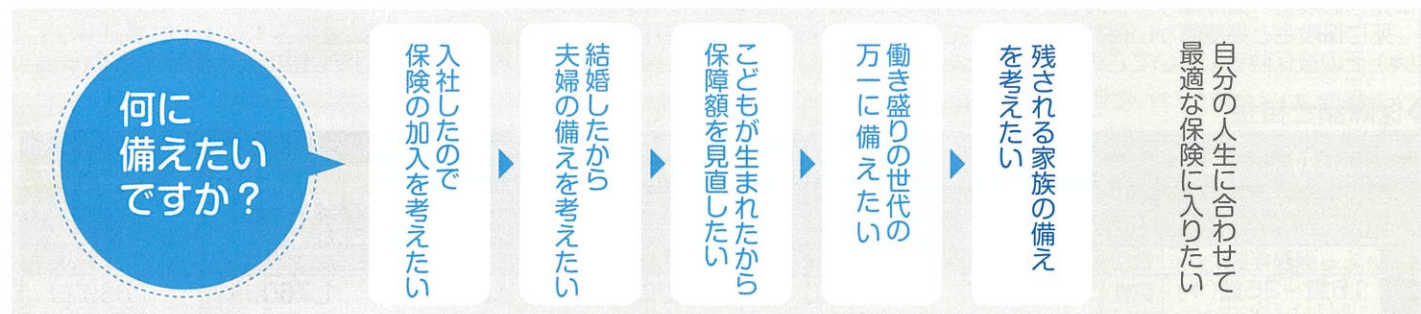 何に
備えたい
ですか？
入社したので
保険の加入を考えたい
結婚したから
夫婦の備えを考えたい
こどもが生まれたから
保障額を見直したい
働き盛りの世代の
万一に備えたい
残される家族の備え
を考えたい
自分の人生に合わせて
最適な保険に入りたい